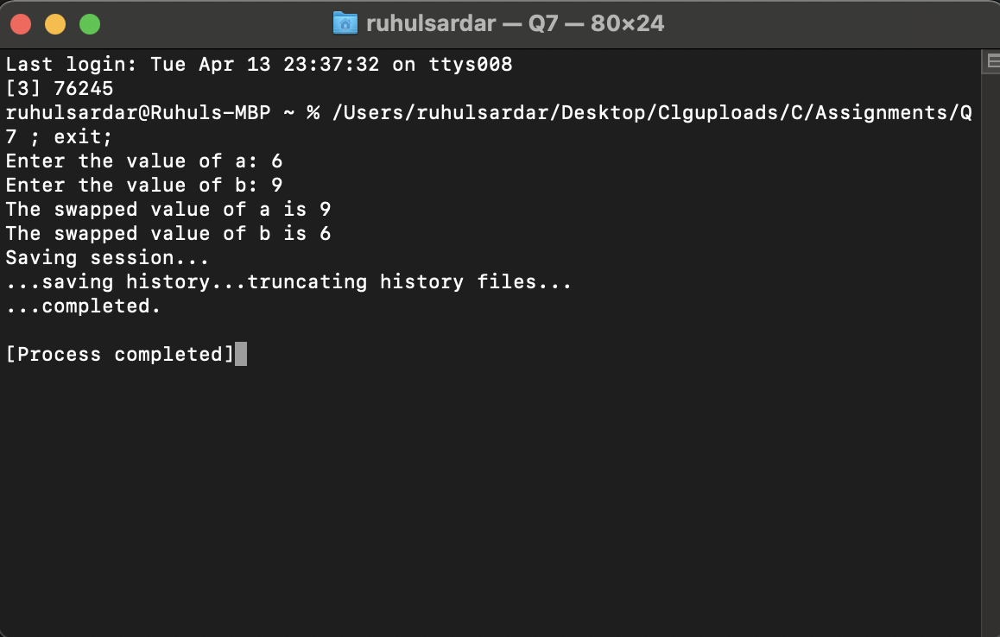 ruhulsardar — Q7 — 80×24
Last login: Tue Apr 13 23:37:32 on ttys008
[3] 76245
ruhulsardar@Ruhuls-MBP ~ % /Users/ruhulsardar/Desktop/Clguploads/C/Assignments/Q
7 ; exit;
Enter the value of a: 6
Enter the value of b: 9
The swapped value of a is 9
The swapped value of b is 6
Saving session...
...saving history...truncating history files...
...completed.
[Process completed]